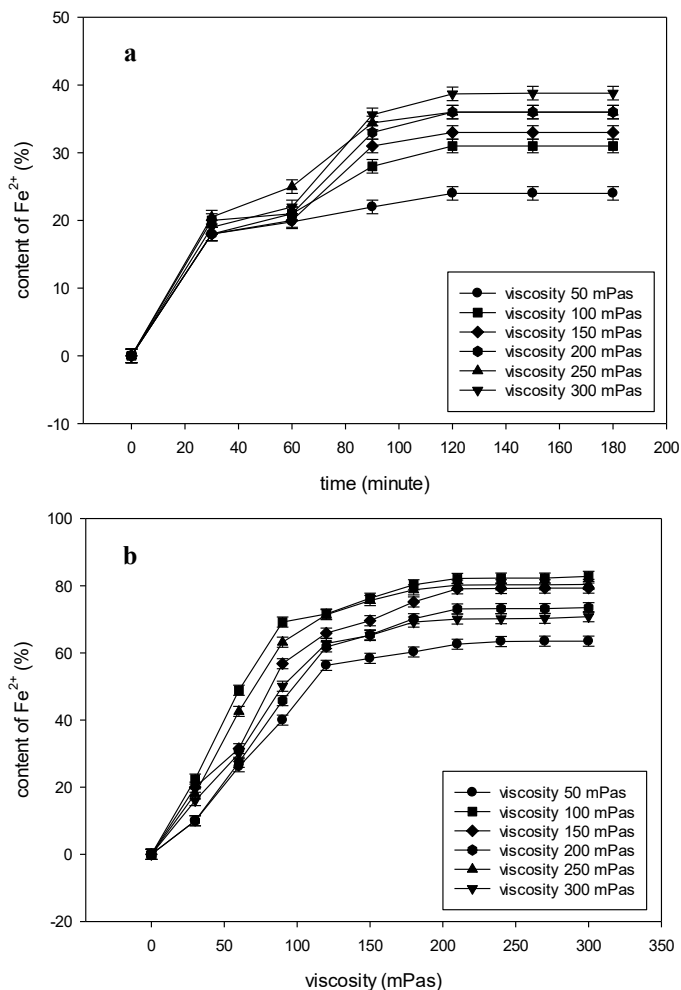 a
content of Fe²⁺ (%)
50
40
30
20
10
0
-10
0 20 40 60 80 100 120 140 160 180 200
time (minute)
viscosity 50 mPas
viscosity 100 mPas
viscosity 150 mPas
viscosity 200 mPas
viscosity 250 mPas
viscosity 300 mPas
b
content of Fe²⁺ (%)
100
80
60
40
20
0
-20
0 50 100 150 200 250 300 350
viscosity (mPas)
viscosity 50 mPas
viscosity 100 mPas
viscosity 150 mPas
viscosity 200 mPas
viscosity 250 mPas
viscosity 300 mPas